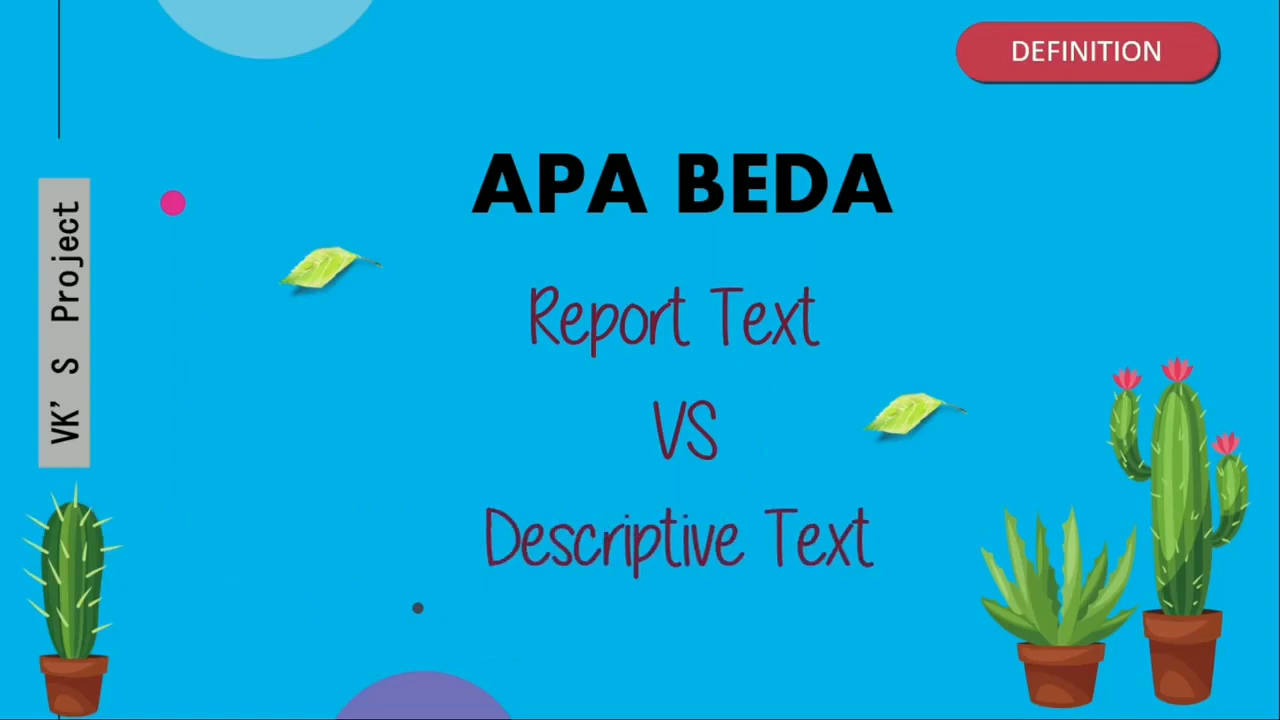 DEFINITION
APA BEDA
Report Text
VS
Descriptive Text
VK’S Project